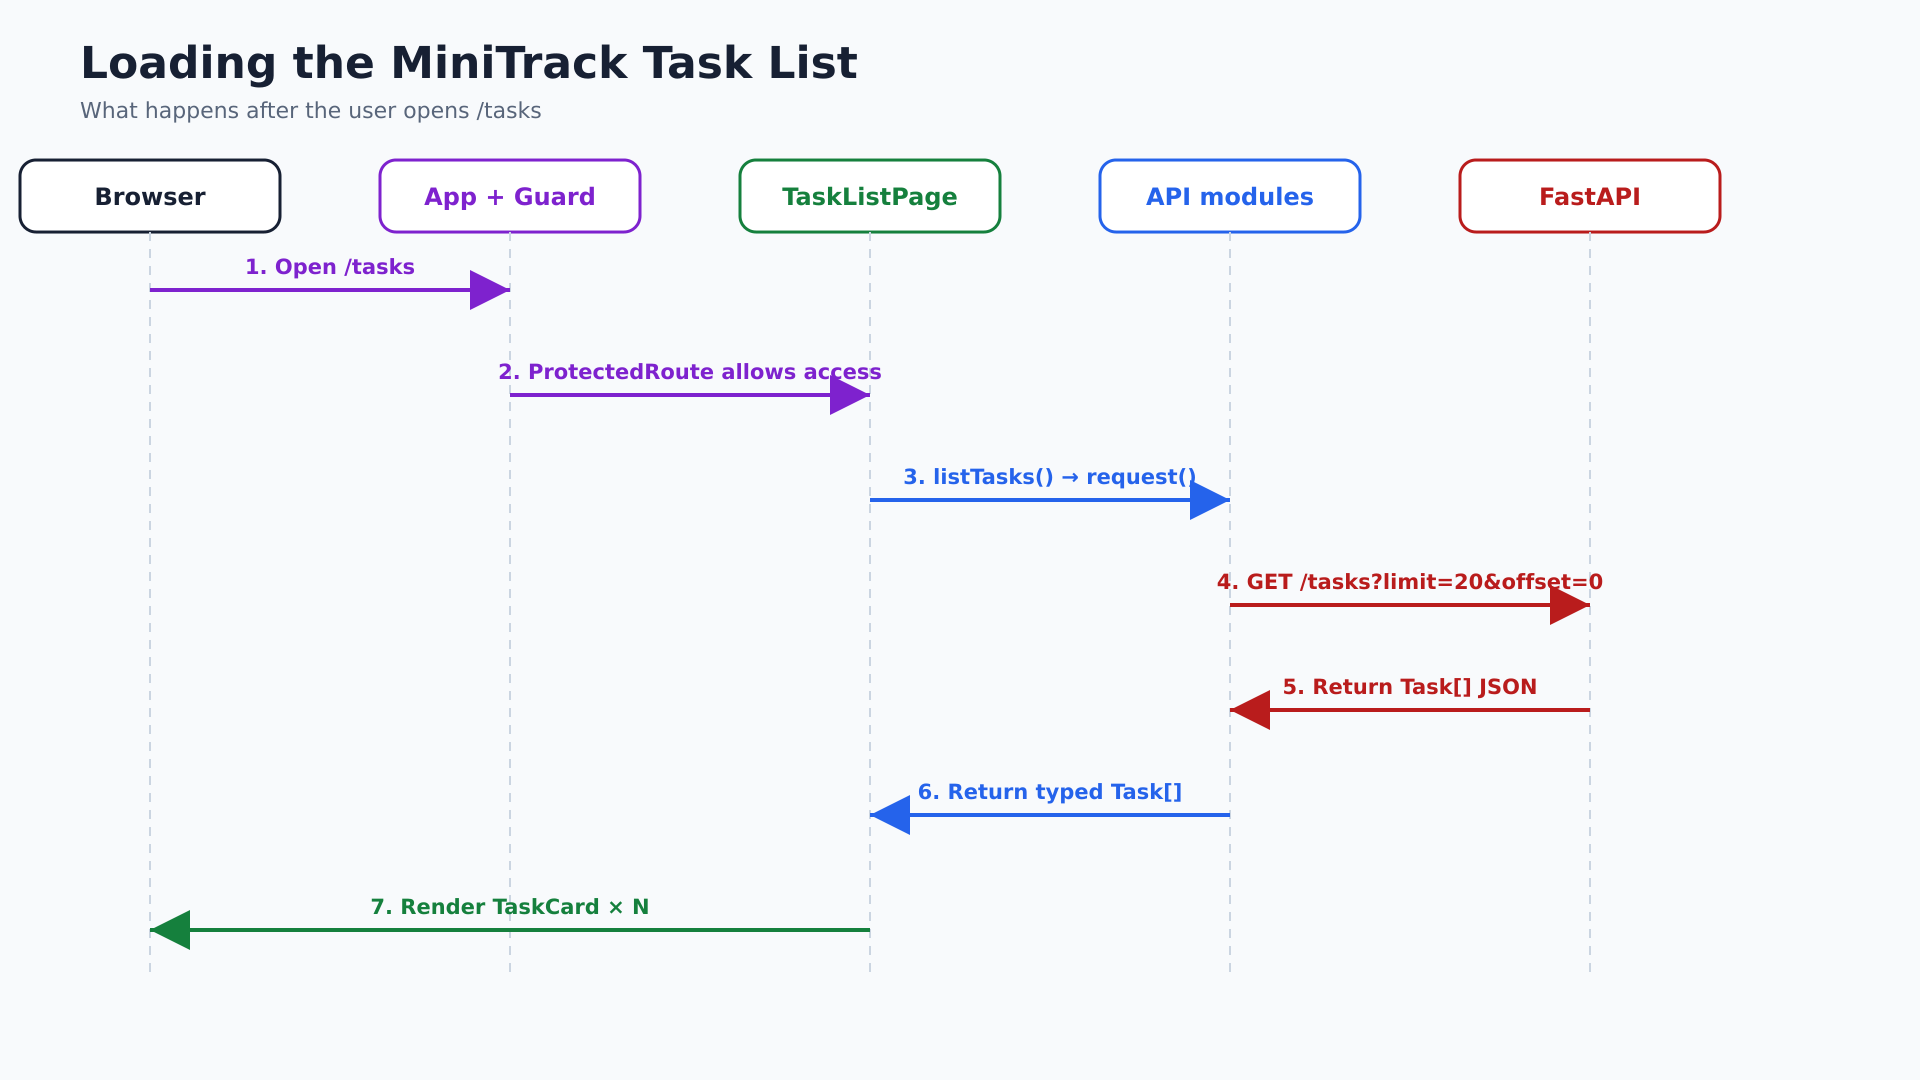 Loading the MiniTrack Task List
What happens after the user opens /tasks
Browser
App + Guard
TaskListPage
API modules
FastAPI
1. Open /tasks
2. ProtectedRoute allows access
3. listTasks() → request()
4. GET /tasks?limit=20&offset=0
5. Return Task[] JSON
6. Return typed Task[]
7. Render TaskCard × N